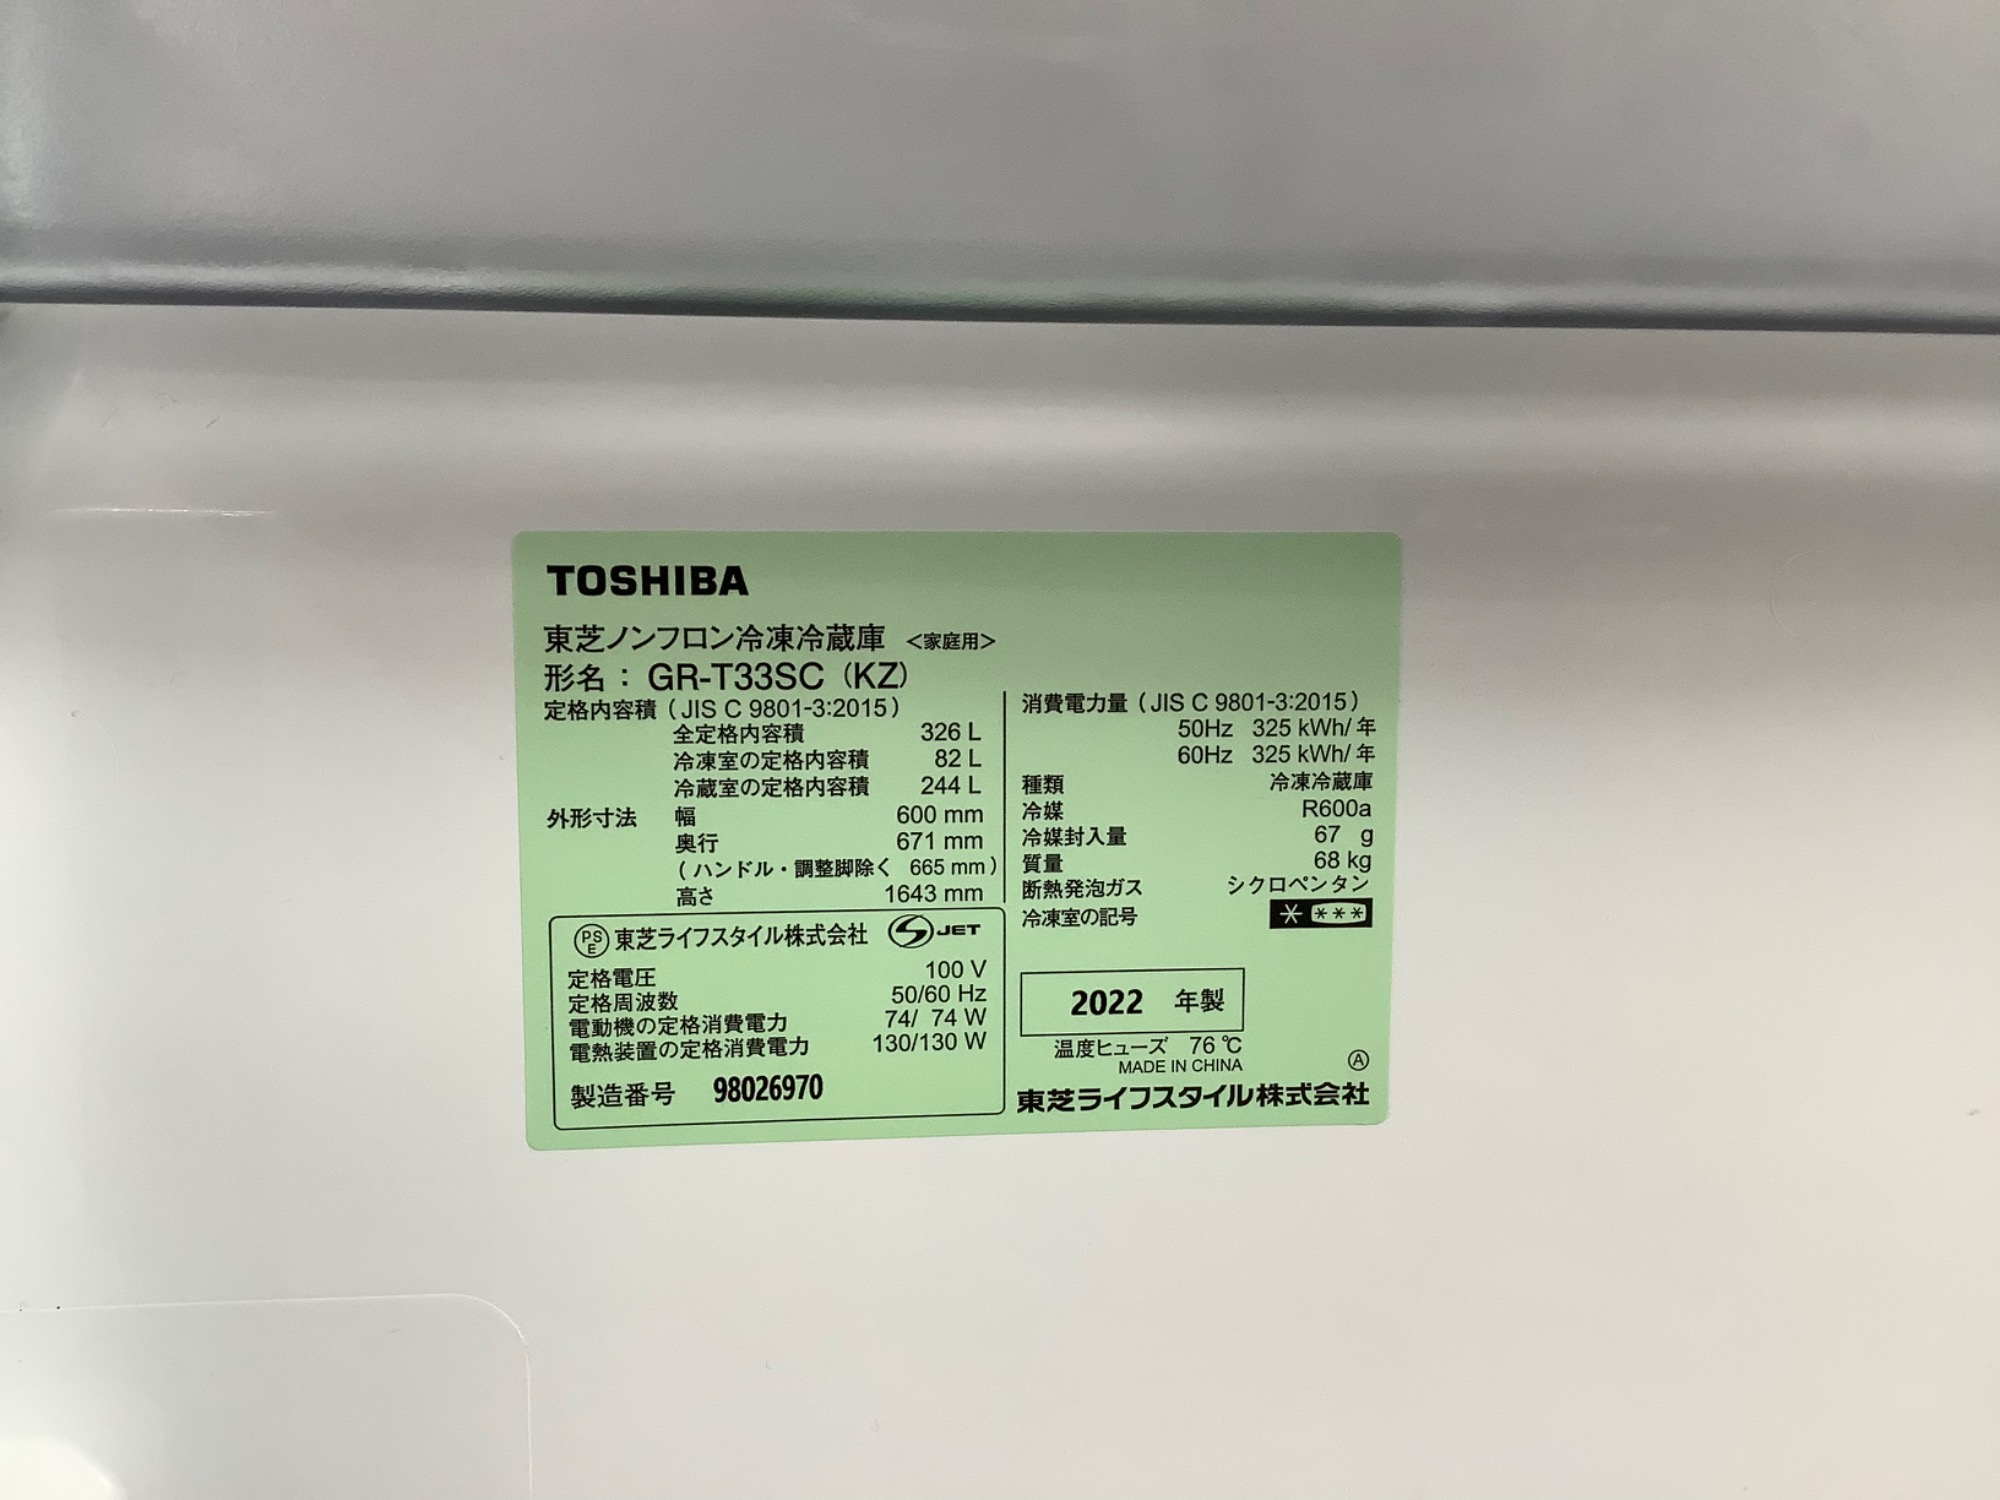 TOSHIBA
東芝ノンフロン冷凍冷蔵庫 <家庭用>
形名： GR-T33SC (KZ)
定格内容積 (JIS C 9801-3:2015)
全定格内容積 326 L
冷凍室の定格内容積 82 L
冷蔵室の定格内容積 244 L
外形寸法 幅 600 mm
奥行 671 mm
(ハンドル・調整脚除く 665 mm)
高さ 1643 mm
PSE 東芝ライフスタイル株式会社 S JET
定格電圧 100 V
定格周波数 50/60 Hz
電動機の定格消費電力 74/ 74 W
電熱装置の定格消費電力 130/130 W
製造番号 98026970
消費電力量 (JIS C 9801-3:2015)
50Hz 325 kWh/年
60Hz 325 kWh/年
種類 冷凍冷蔵庫
冷媒 R600a
冷媒封入量 67 g
質量 68 kg
断熱発泡ガス シクロペンタン
冷凍室の記号 * ***
2022 年製
温度ヒューズ 76℃
MADE IN CHINA
Ⓐ
東芝ライフスタイル株式会社